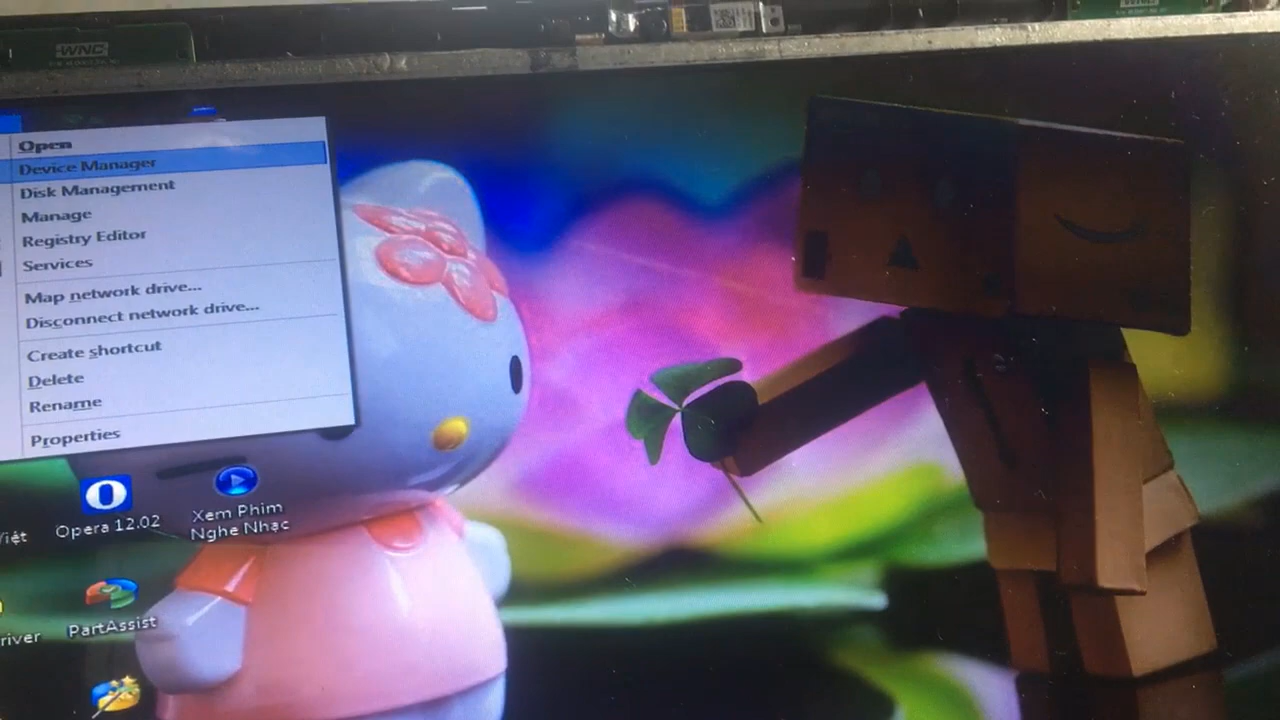 WNC
Open
Device Manager
Disk Management
Manage
Registry Editor
Services
Map network drive...
Disconnect network drive...
Create shortcut
Delete
Rename
Properties
iệt
Opera 12.02
Xem Phim
Nghe Nhạc
river
PartAssist